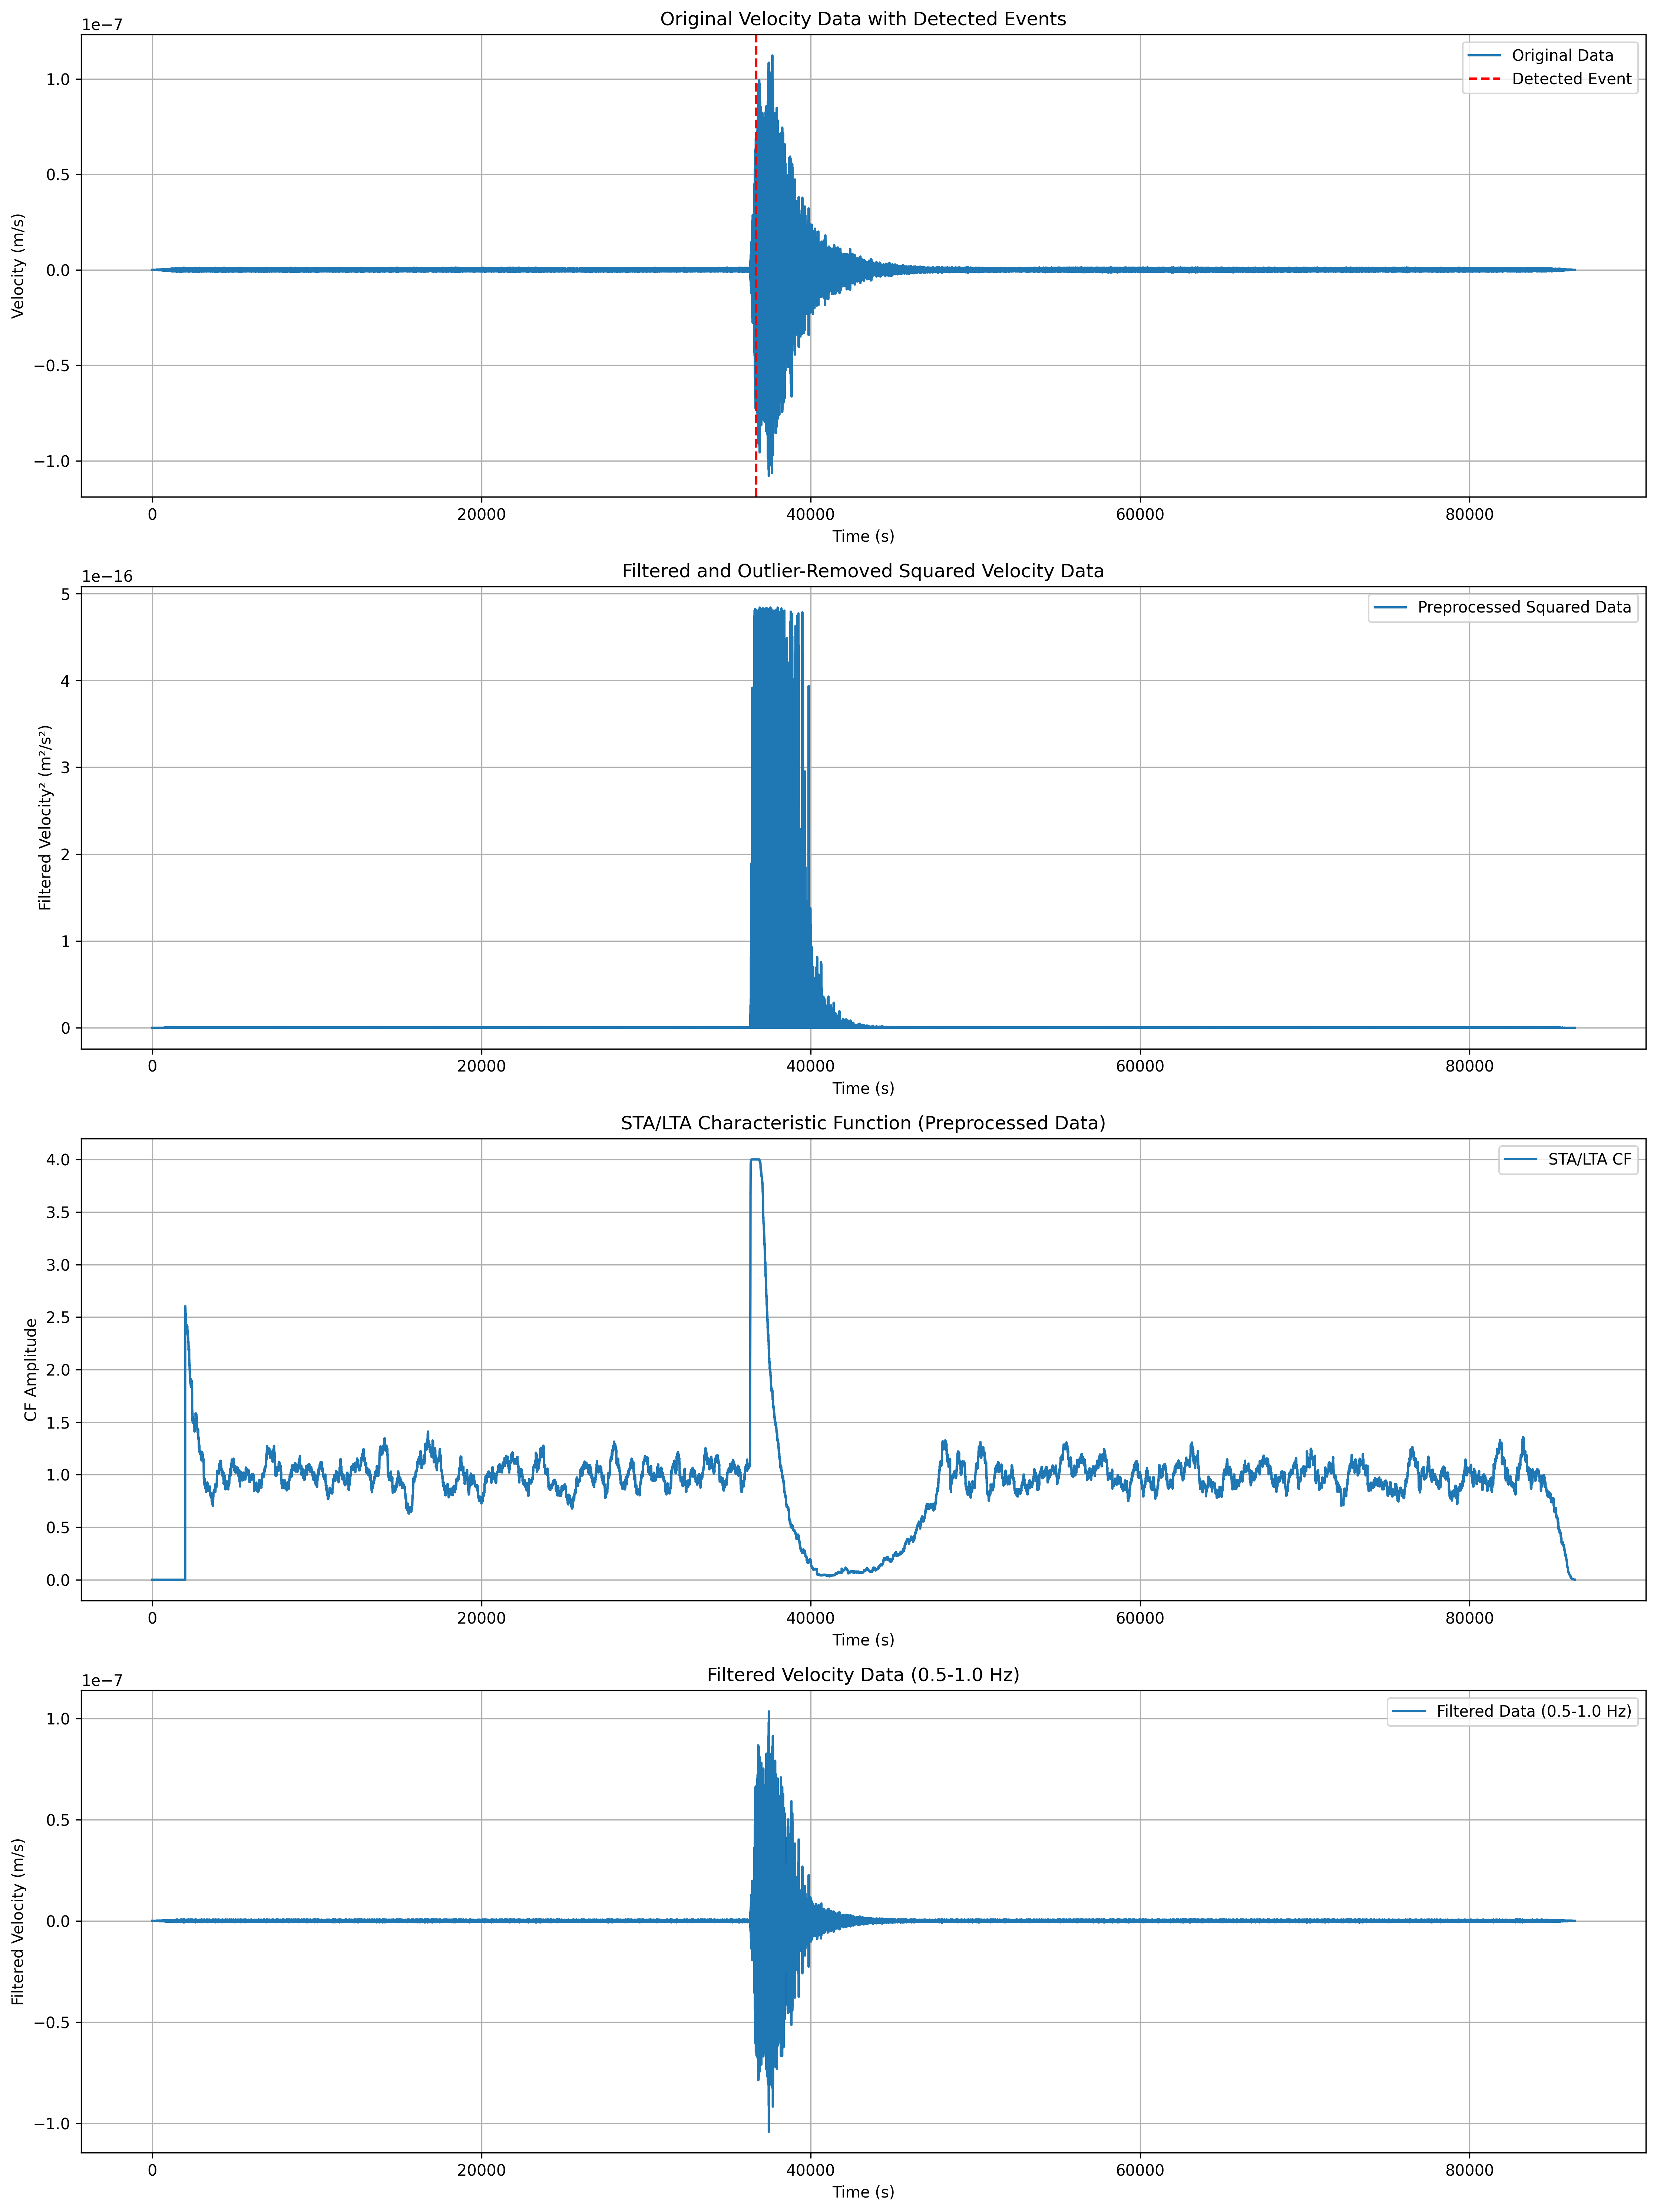 Original Velocity Data with Detected Events
1e−7
Original Data
Detected Event
1.0
0.5
0.0
−0.5
−1.0
Velocity (m/s)
0 20000 40000 60000 80000
Time (s)
Filtered and Outlier-Removed Squared Velocity Data
1e−16
Preprocessed Squared Data
5
4
3
2
1
0
Filtered Velocity² (m²/s²)
0 20000 40000 60000 80000
Time (s)
STA/LTA Characteristic Function (Preprocessed Data)
STA/LTA CF
4.0
3.5
3.0
2.5
2.0
1.5
1.0
0.5
0.0
CF Amplitude
0 20000 40000 60000 80000
Time (s)
Filtered Velocity Data (0.5-1.0 Hz)
1e−7
Filtered Data (0.5-1.0 Hz)
1.0
0.5
0.0
−0.5
−1.0
Filtered Velocity (m/s)
0 20000 40000 60000 80000
Time (s)